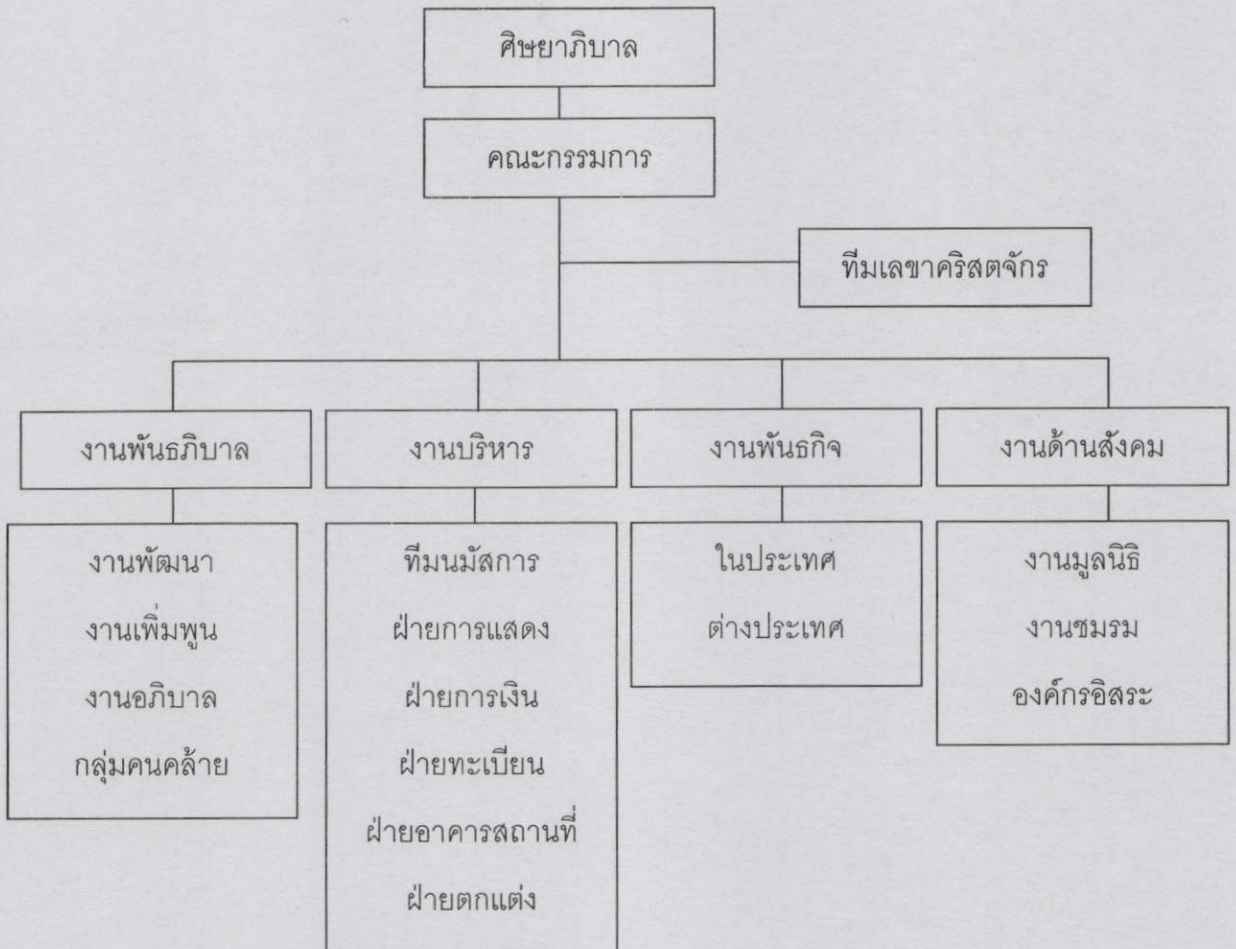 ศิษยาภิบาล
คณะกรรมการ
ทีมเลขาคริสตจักร
งานพันธภิบาล
งานบริหาร
งานพันธกิจ
งานด้านสังคม
งานพัฒนา
งานเพิ่มพูน
งานอภิบาล
กลุ่มคนคล้าย
ทีมนมัสการ
ฝ่ายการแสดง
ฝ่ายการเงิน
ฝ่ายทะเบียน
ฝ่ายอาคารสถานที่
ฝ่ายตกแต่ง
ในประเทศ
ต่างประเทศ
งานมูลนิธิ
งานชมรม
องค์กรอิสระ